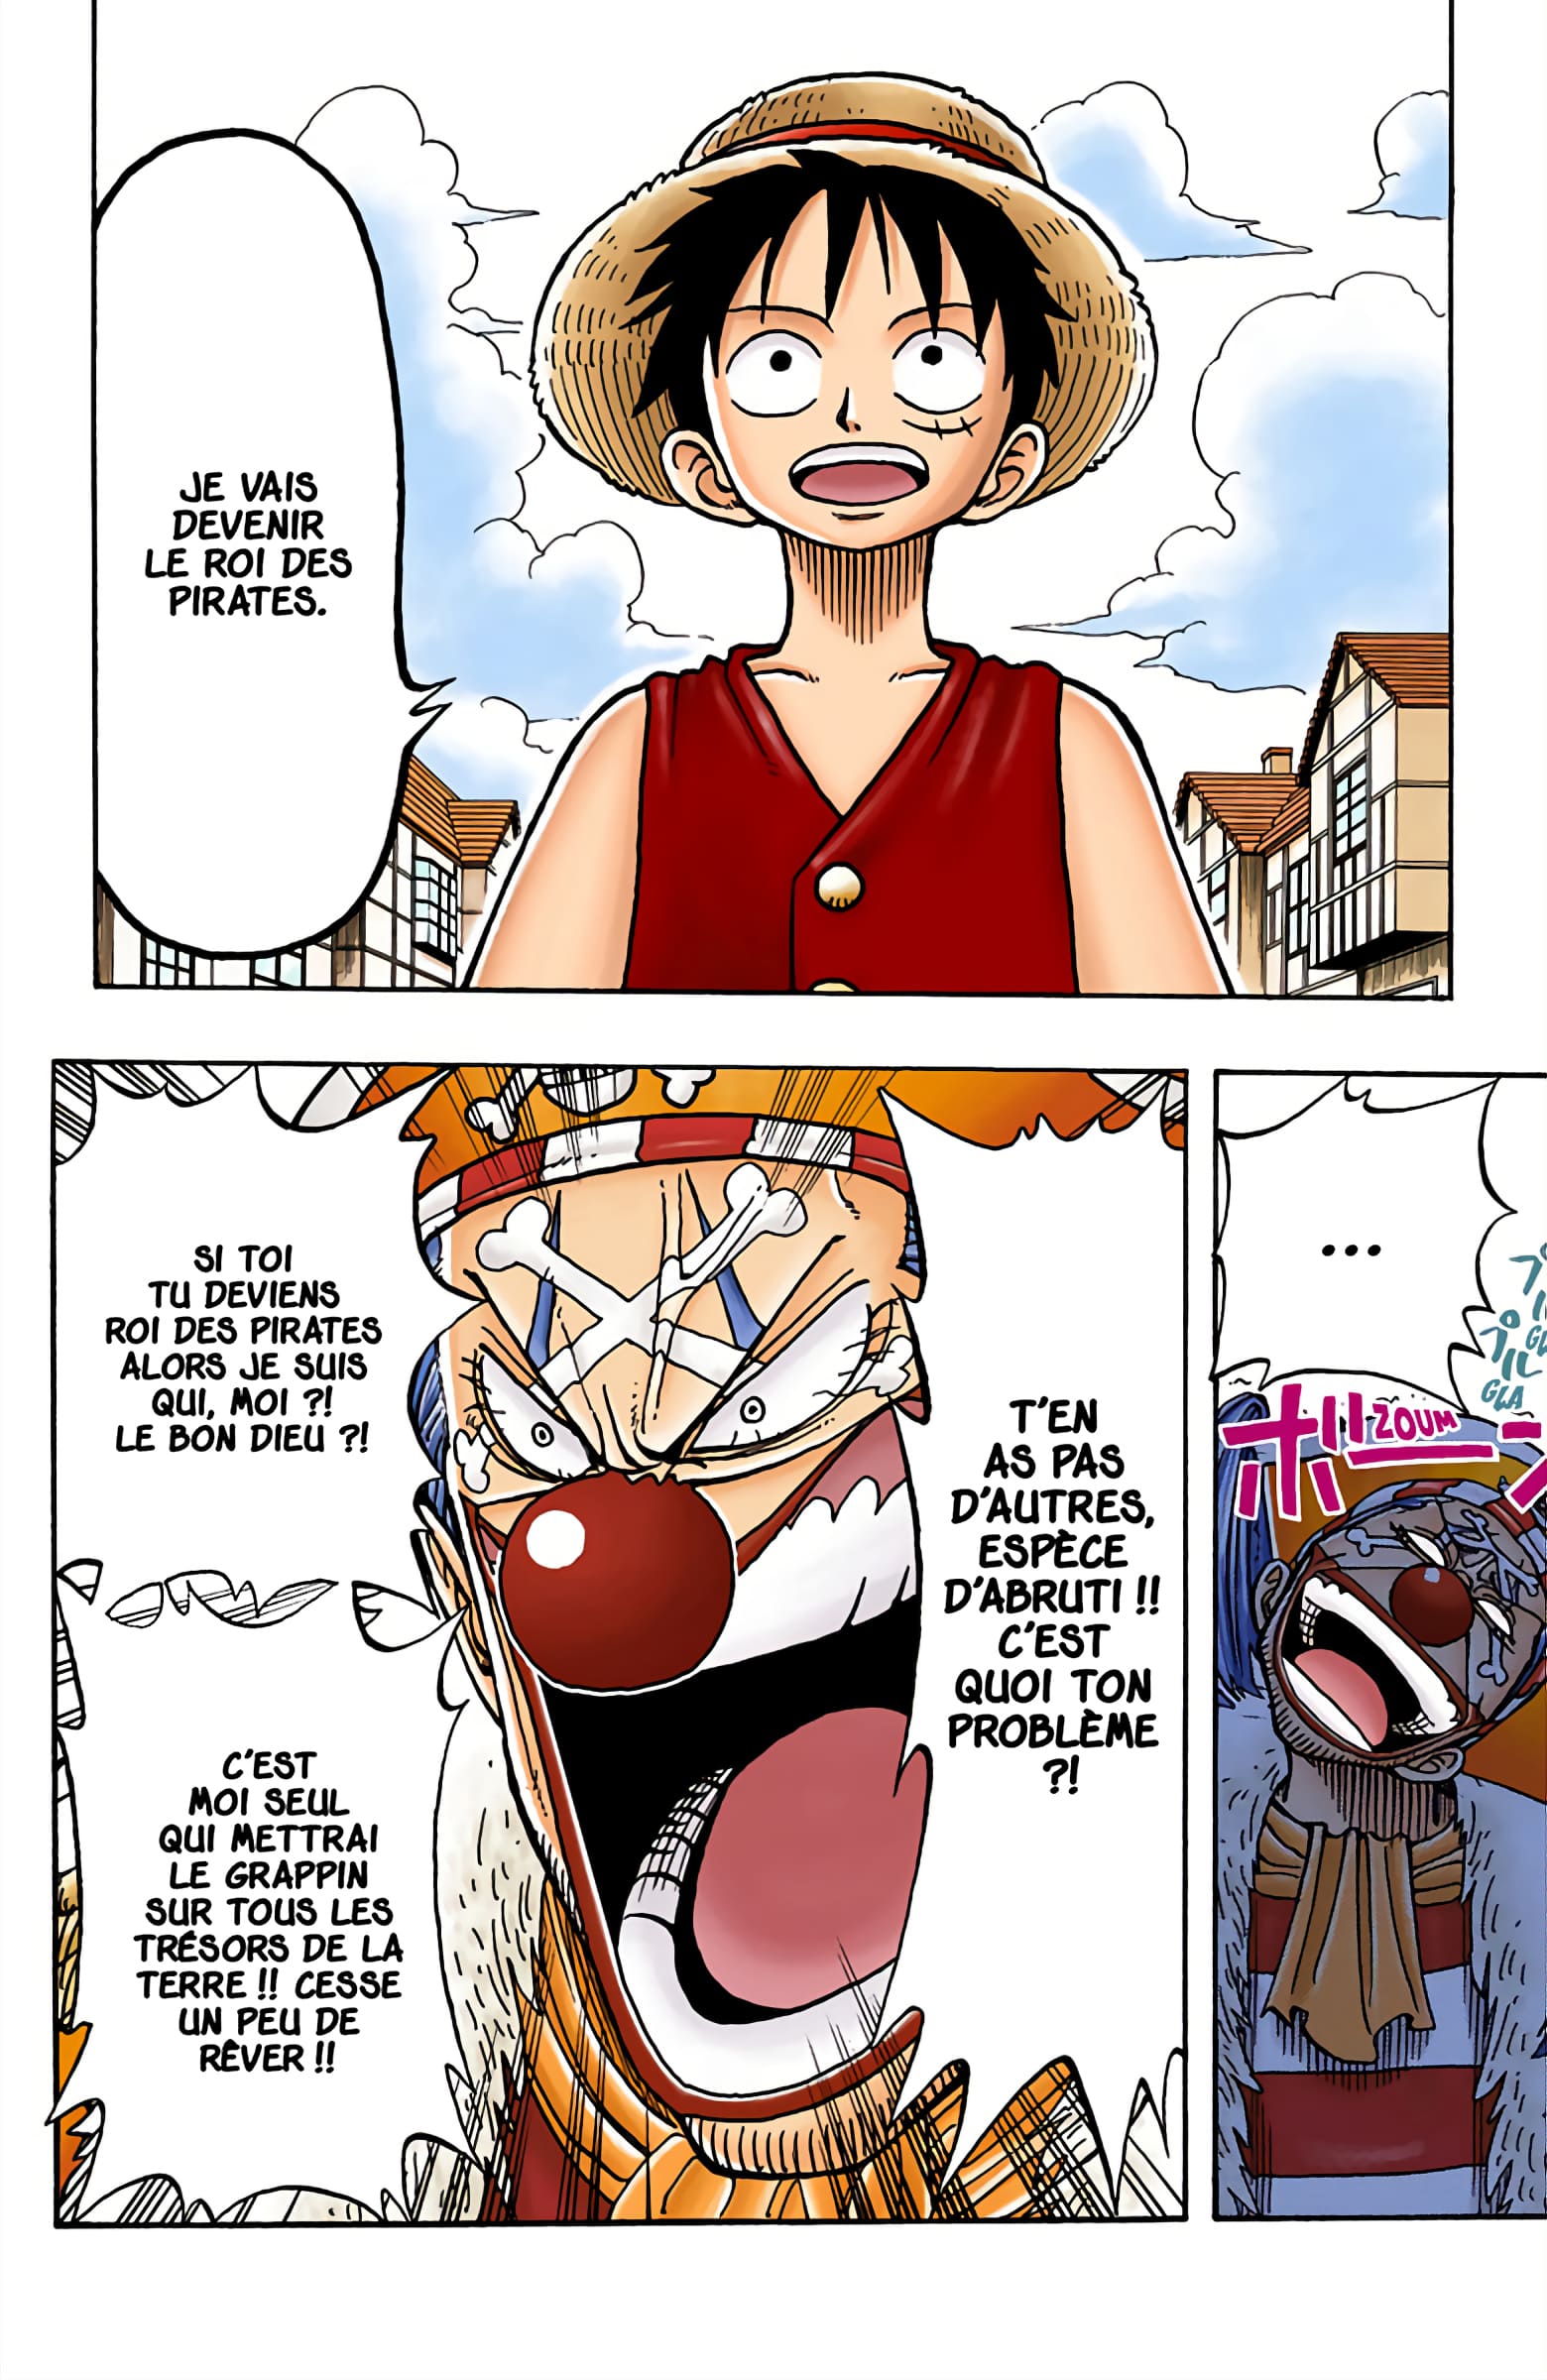 JE VAIS
DEVENIR
LE ROI DES
PIRATES.
...
プル
GLA
ZOUM
T'EN
AS PAS
D'AUTRES,
ESPÈCE
D'ABRUTI !!
C'EST
QUOI TON
PROBLÈME
?!
SI TOI
TU DEVIENS
ROI DES PIRATES
ALORS JE SUIS
QUI, MOI ?!
LE BON DIEU ?!
C'EST
MOI SEUL
QUI METTRAI
LE GRAPPIN
SUR TOUS LES
TRÉSORS DE LA
TERRE !! CESSE
UN PEU DE
RÊVER !!